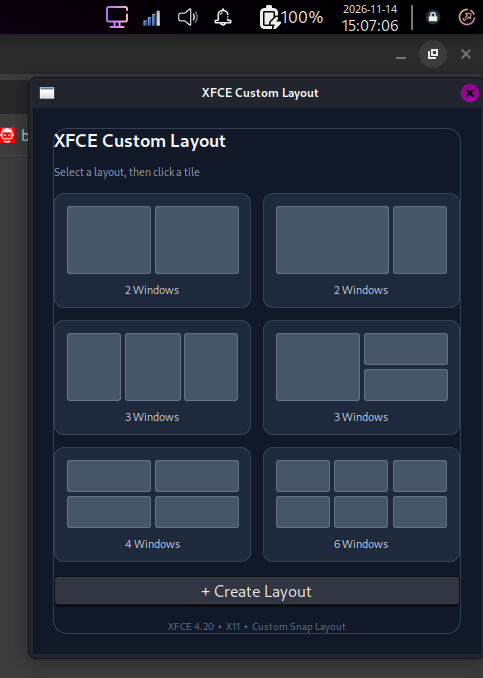 100%
2026-11-14
15:07:06
XFCE Custom Layout
b
XFCE Custom Layout
Select a layout, then click a tile
2 Windows
2 Windows
3 Windows
3 Windows
4 Windows
6 Windows
+ Create Layout
XFCE 4.20 • X11 • Custom Snap Layout